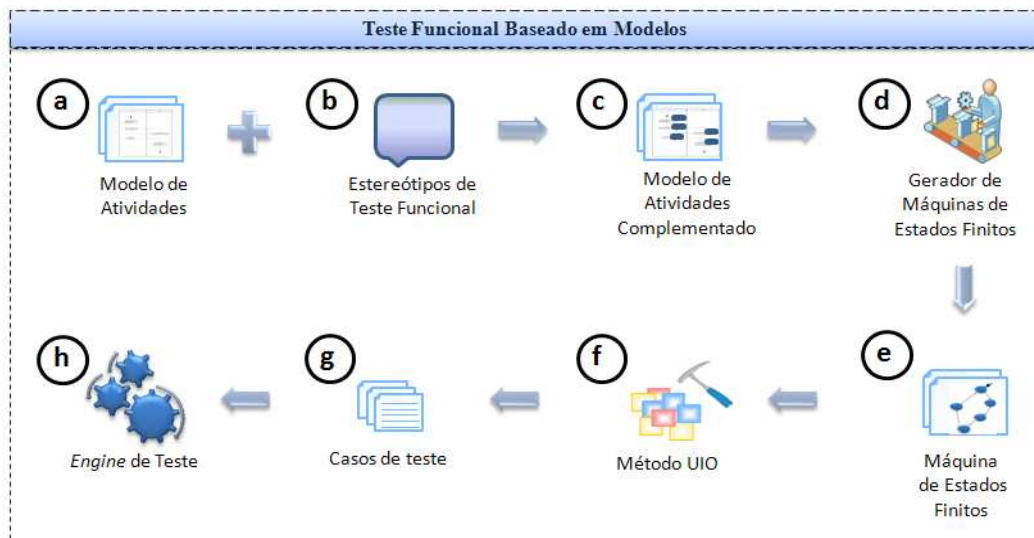 Teste Funcional Baseado em Modelos
a
Modelo de
Atividades
b
Estereótipos de
Teste Funcional
c
Modelo de
Atividades
Complementado
d
Gerador de
Máquinas de
Estados Finitos
e
Máquina
de Estados
Finitos
f
Método UIO
g
Casos de teste
h
Engine de Teste